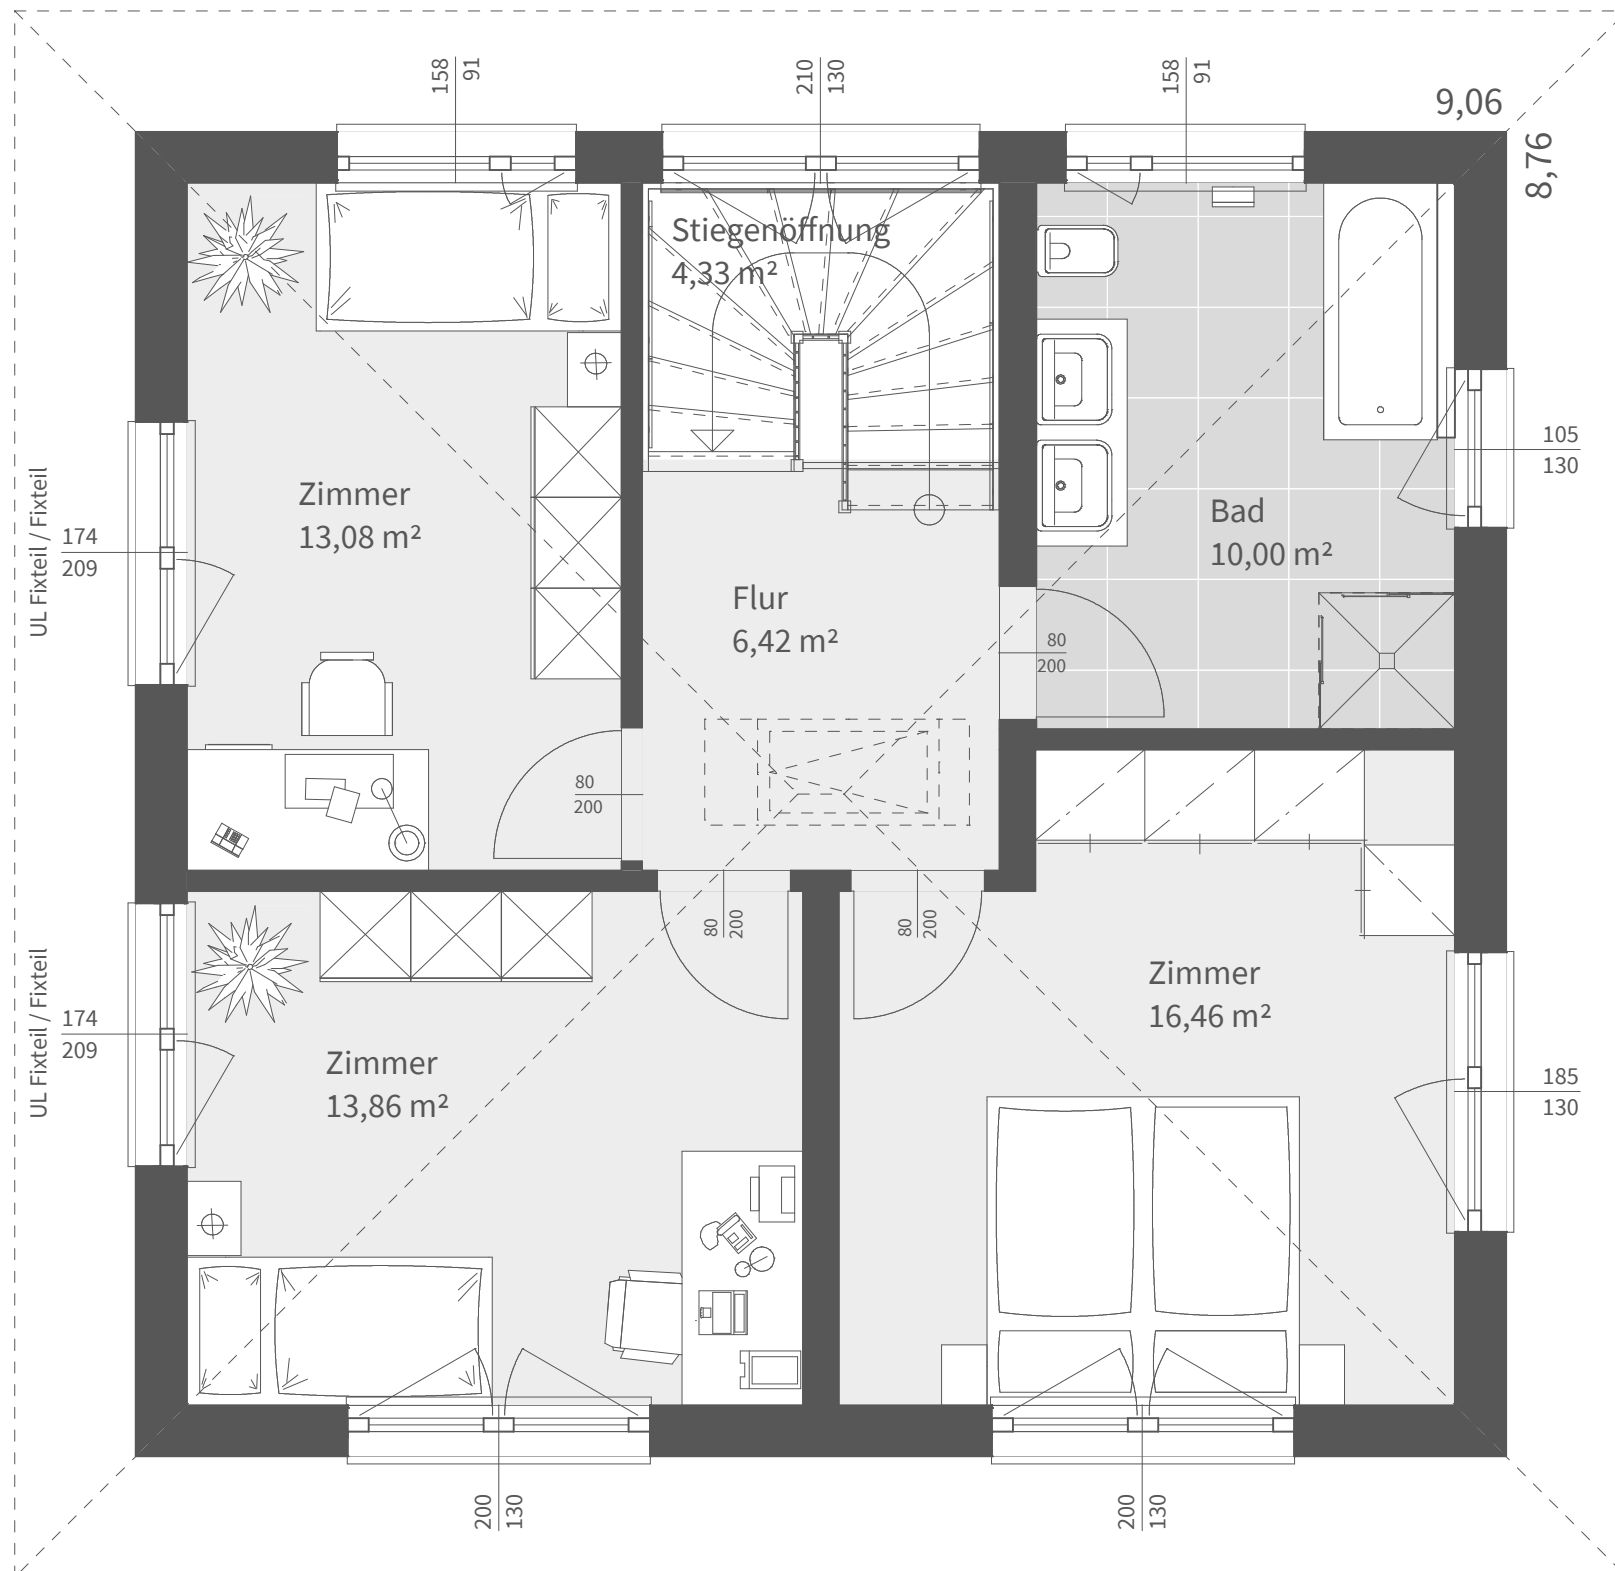 158
91
210
130
158
91
9,06
8,76
Stiegenöffnung
4,33 m²
105
130
Zimmer
13,08 m²
UL Fixteil / Fixteil
174
209
Bad
10,00 m²
Flur
6,42 m²
80
200
80
200
80
200
80
200
UL Fixteil / Fixteil
174
209
Zimmer
16,46 m²
Zimmer
13,86 m²
185
130
200
130
200
130